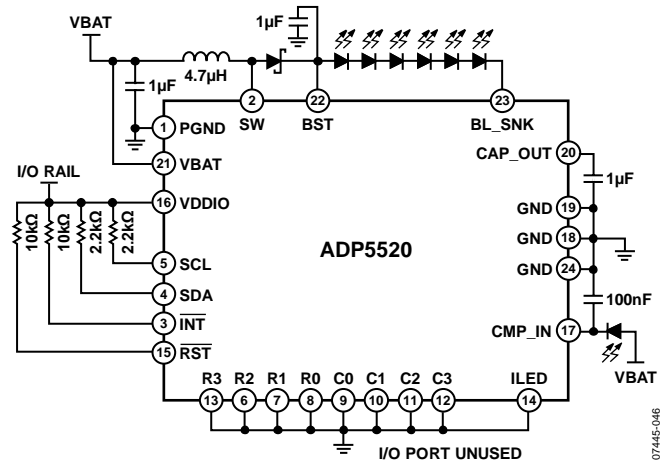 VBAT
1µF
1µF
4.7µH
2
SW
22
BST
23
BL_SNK
1
PGND
21
VBAT
I/O RAIL
16
VDDIO
10kΩ
10kΩ
2.2kΩ
2.2kΩ
5
SCL
4
SDA
3
INT
15
RST
ADP5520
CAP_OUT
20
1µF
GND
19
GND
18
GND
24
100nF
CMP_IN
17
VBAT
R3
R2
R1
R0
C0
C1
C2
C3
ILED
13
6
7
8
9
10
11
12
14
I/O PORT UNUSED
07445-046